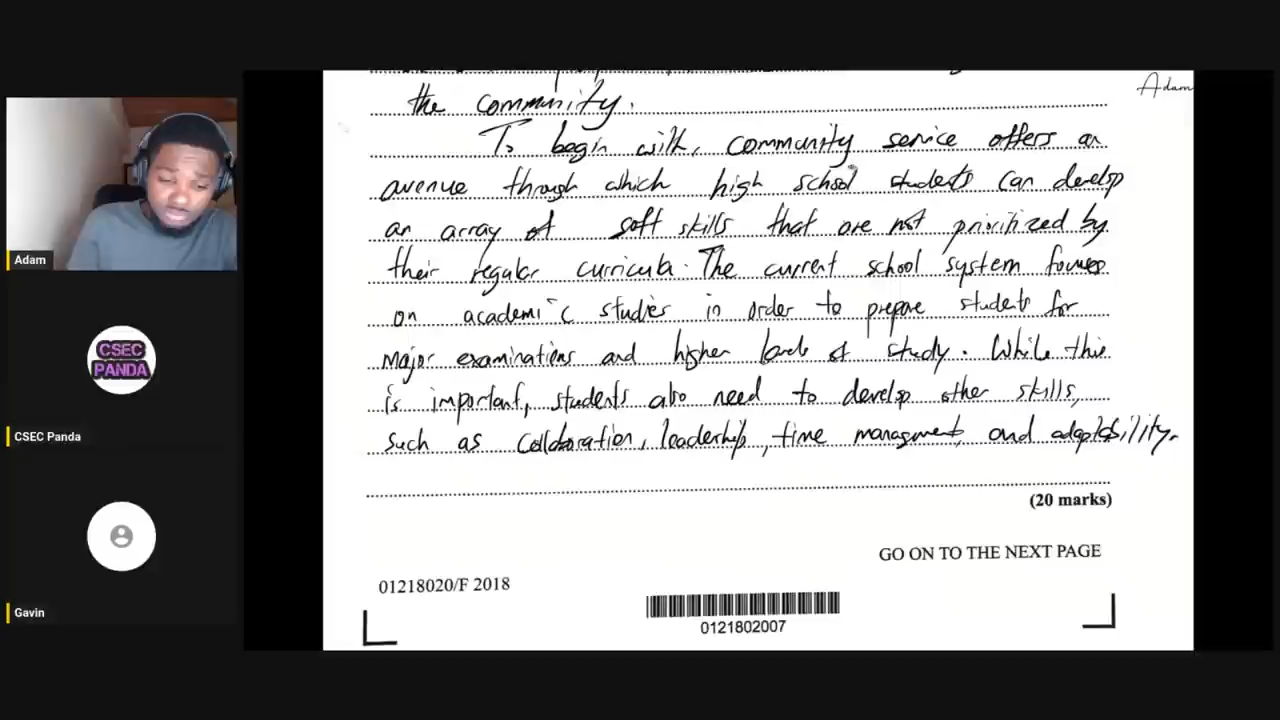 Adam
the community.
To begin with, community service offers an
avenue through which high school students can develop
an array of soft skills that are not prioritized by
their regular curricula. The current school system focuses
on academic studies in order to prepare students for
major examinations and higher levels of study. While this
is important, students also need to develop other skills,
such as collaboration, leadership, time managment, and adaptability.
(20 marks)
GO ON TO THE NEXT PAGE
01218020/F 2018
0121802007
Adam
CSEC
PANDA
CSEC Panda
Gavin